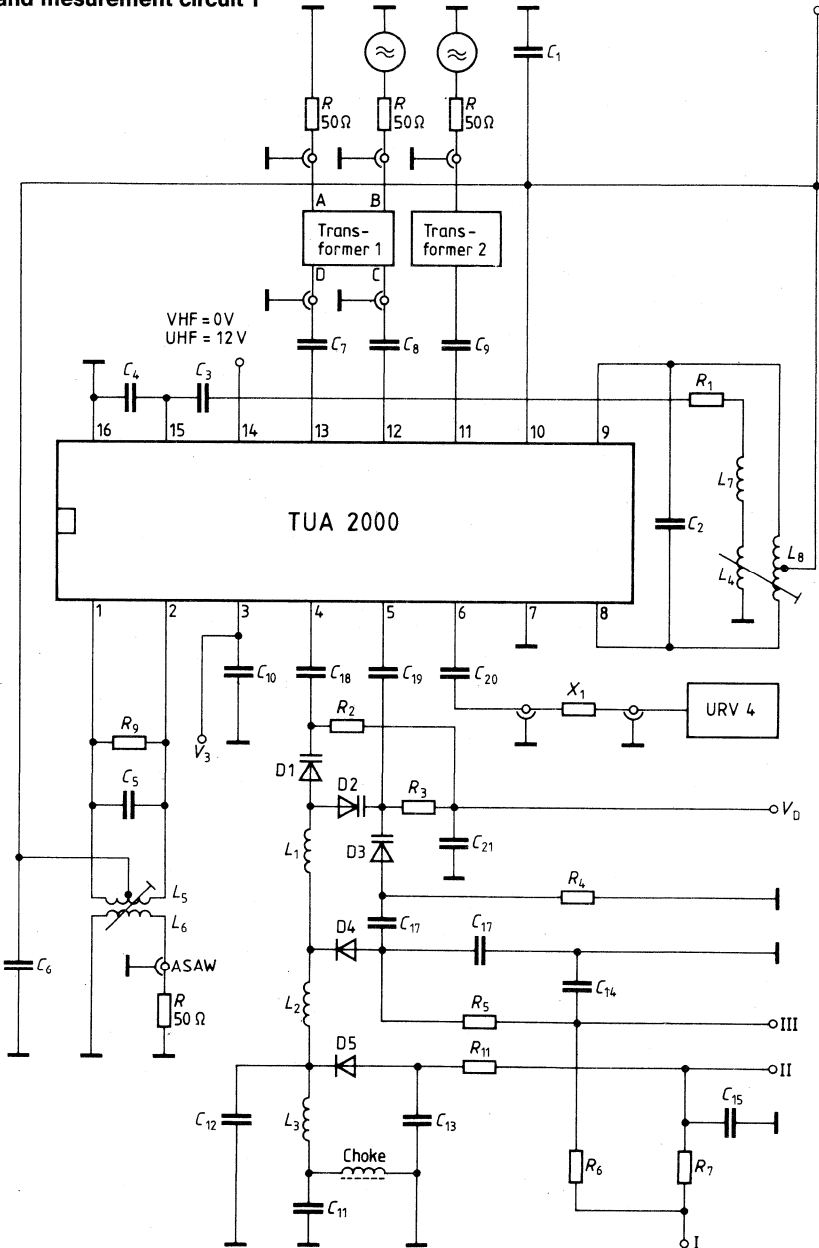 and mesurement circuit 1
C1
R
50Ω
R
50Ω
R
50Ω
A B
Trans-
former 1
Trans-
former 2
D C
VHF = 0V
UHF = 12V
C4 C3 C7 C8 C9
R1
16 15 14 13 12 11 10 9
L7
TUA 2000
C2
L8
L4
1 2 3 4 5 6 7 8
C10 C18 C19 C20
X1
URV 4
R9
R2
V3
C5
D1
D2 R3
VD
L1
D3
C21
L5
R4
L6
C17
D4 C17
C6
ASAW
C14
L2
R
50Ω
R5
III
D5 R11
II
C15
C12
L3
C13
Choke
R6 R7
C11
I